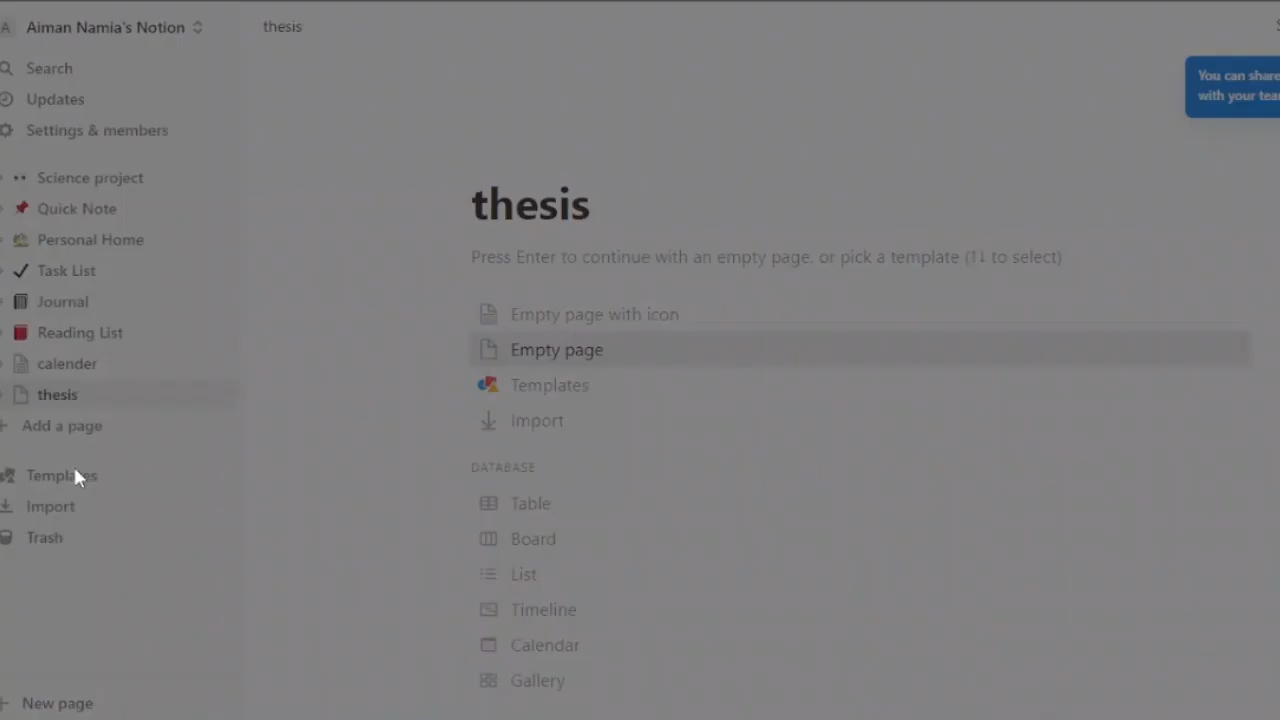 A Aiman Namia's Notion
thesis
Search
You can share
with your tea
Updates
Settings & members
Science project
Quick Note
Personal Home
Task List
Journal
Reading List
calender
thesis
Add a page
Templates
Import
Trash
New page
thesis
Press Enter to continue with an empty page, or pick a template (↑↓ to select)
Empty page with icon
Empty page
Templates
Import
DATABASE
Table
Board
List
Timeline
Calendar
Gallery